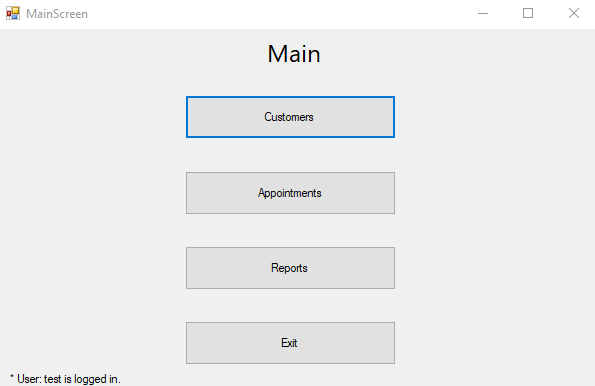 MainScreen
Main
Customers
Appointments
Reports
Exit
* User: test is logged in.